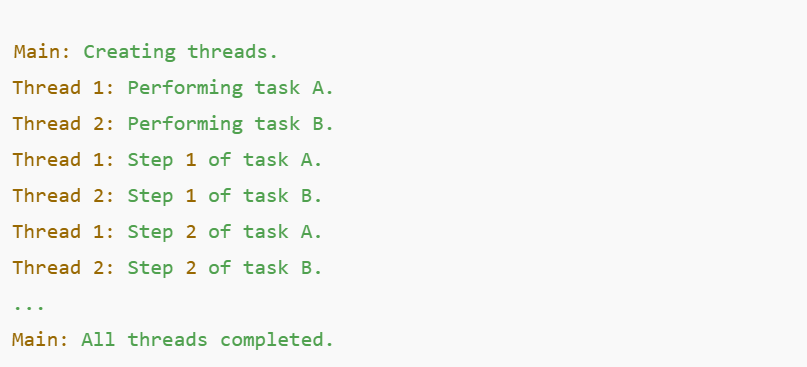 Main: Creating threads.
Thread 1: Performing task A.
Thread 2: Performing task B.
Thread 1: Step 1 of task A.
Thread 2: Step 1 of task B.
Thread 1: Step 2 of task A.
Thread 2: Step 2 of task B.
...
Main: All threads completed.